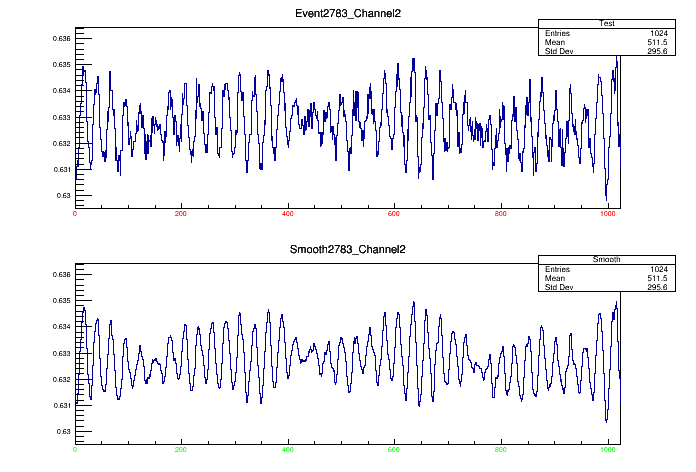 Event2783_Channel2
Test
Entries 1024
Mean 511.5
Std Dev 295.6
0.636
0.635
0.634
0.633
0.632
0.631
0.63
0 200 400 600 800 1000
Smooth2783_Channel2
Smooth
Entries 1024
Mean 511.5
Std Dev 295.6
0.636
0.635
0.634
0.633
0.632
0.631
0.63
0 200 400 600 800 1000